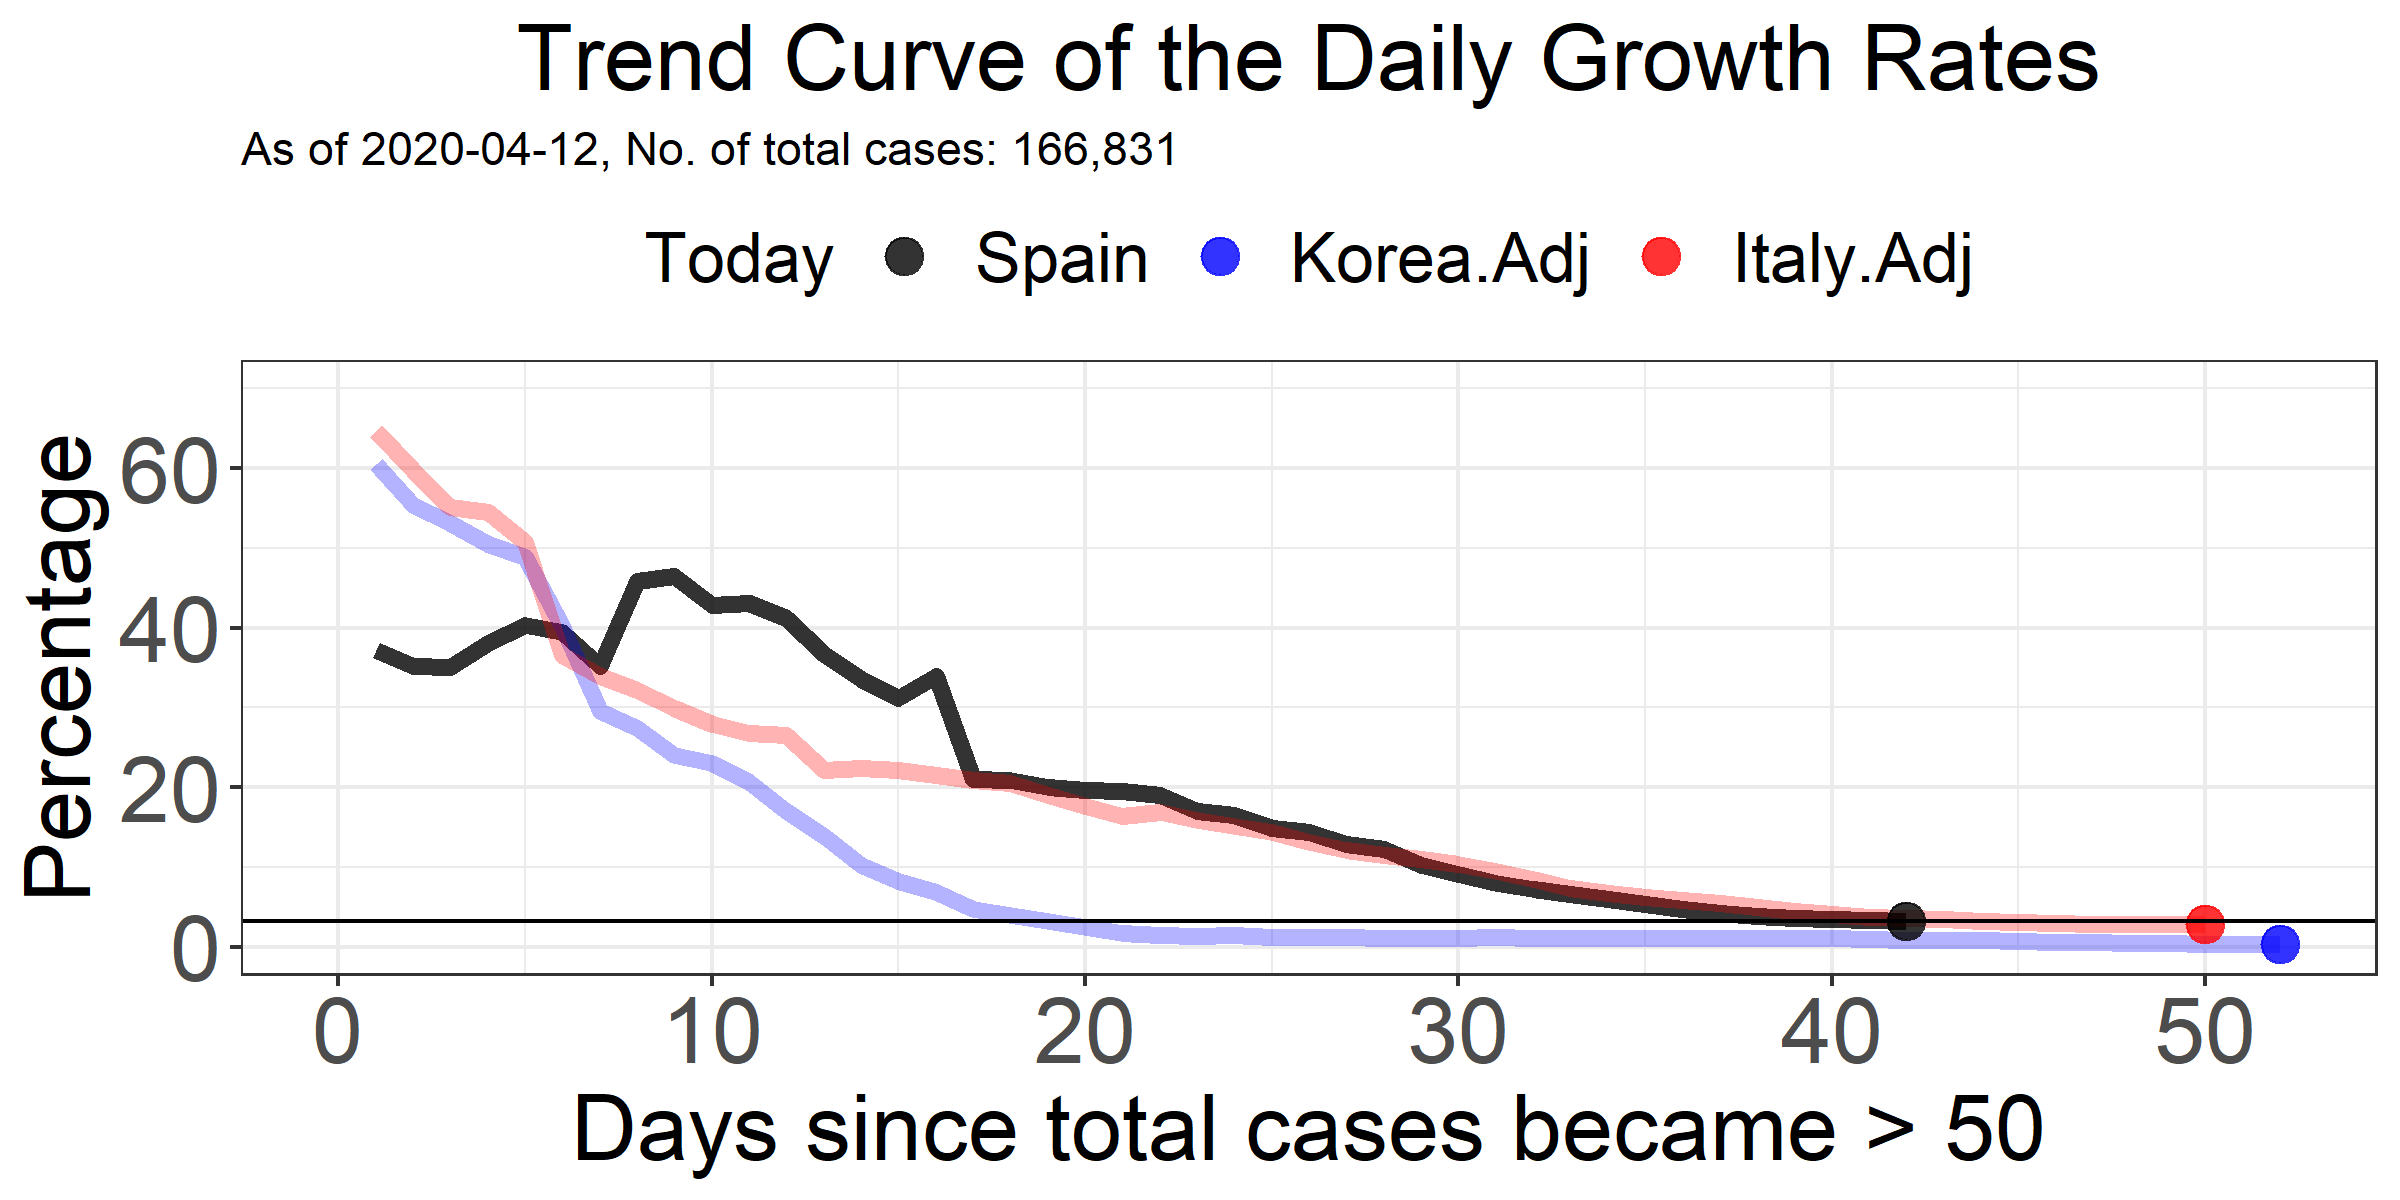 Trend Curve of the Daily Growth Rates
As of 2020-04-12, No. of total cases: 166,831
Today Spain Korea.Adj Italy.Adj
Percentage
60
40
20
0
0 10 20 30 40 50
Days since total cases became > 50